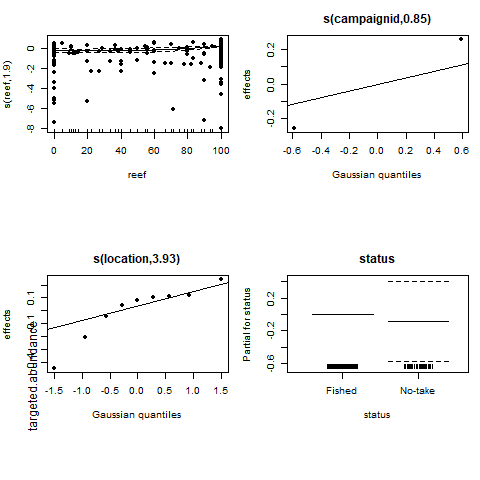 s(reef,1.9)
0
-2
-4
-6
-8
0 20 40 60 80 100
reef
s(campaignid,0.85)
effects
0.2
0.0
-0.2
-0.6 -0.4 -0.2 0.0 0.2 0.4 0.6
Gaussian quantiles
s(location,3.93)
effects
targeted.abundance
0.1
-1.5 -1.0 -0.5 0.0 0.5 1.0 1.5
Gaussian quantiles
status
Partial for status
0.2
-0.2
-0.6
Fished No-take
status